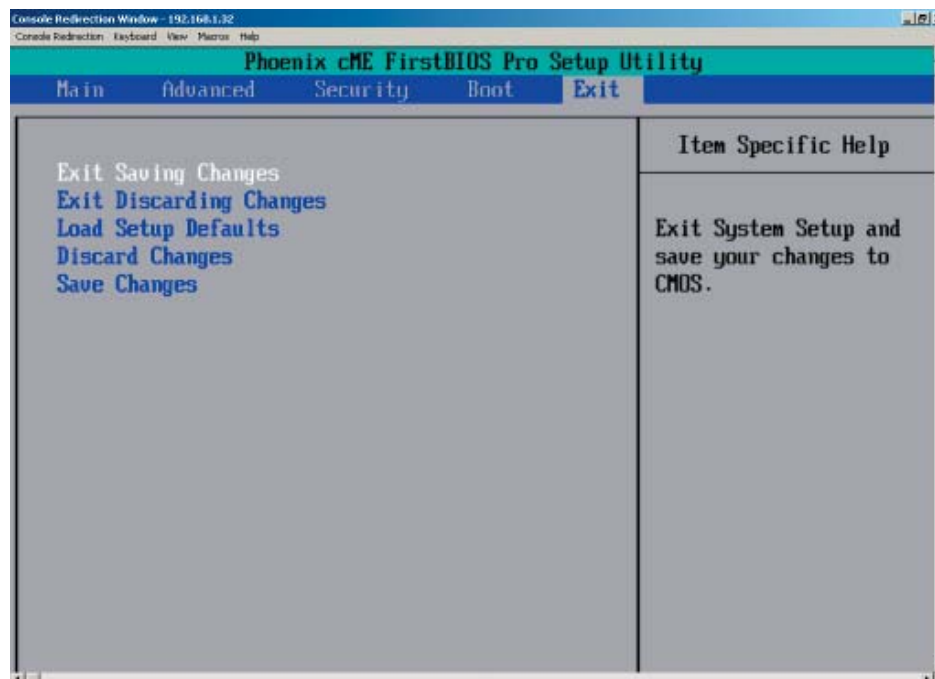 Console Redirection Window - 192.168.1.32
Console Redirection Keyboard View Macros Help
Phoenix cME FirstBIOS Pro Setup Utility
Main Advanced Security Boot Exit
Item Specific Help
Exit Saving Changes
Exit Discarding Changes
Load Setup Defaults
Discard Changes
Save Changes
Exit System Setup and
save your changes to
CMOS.